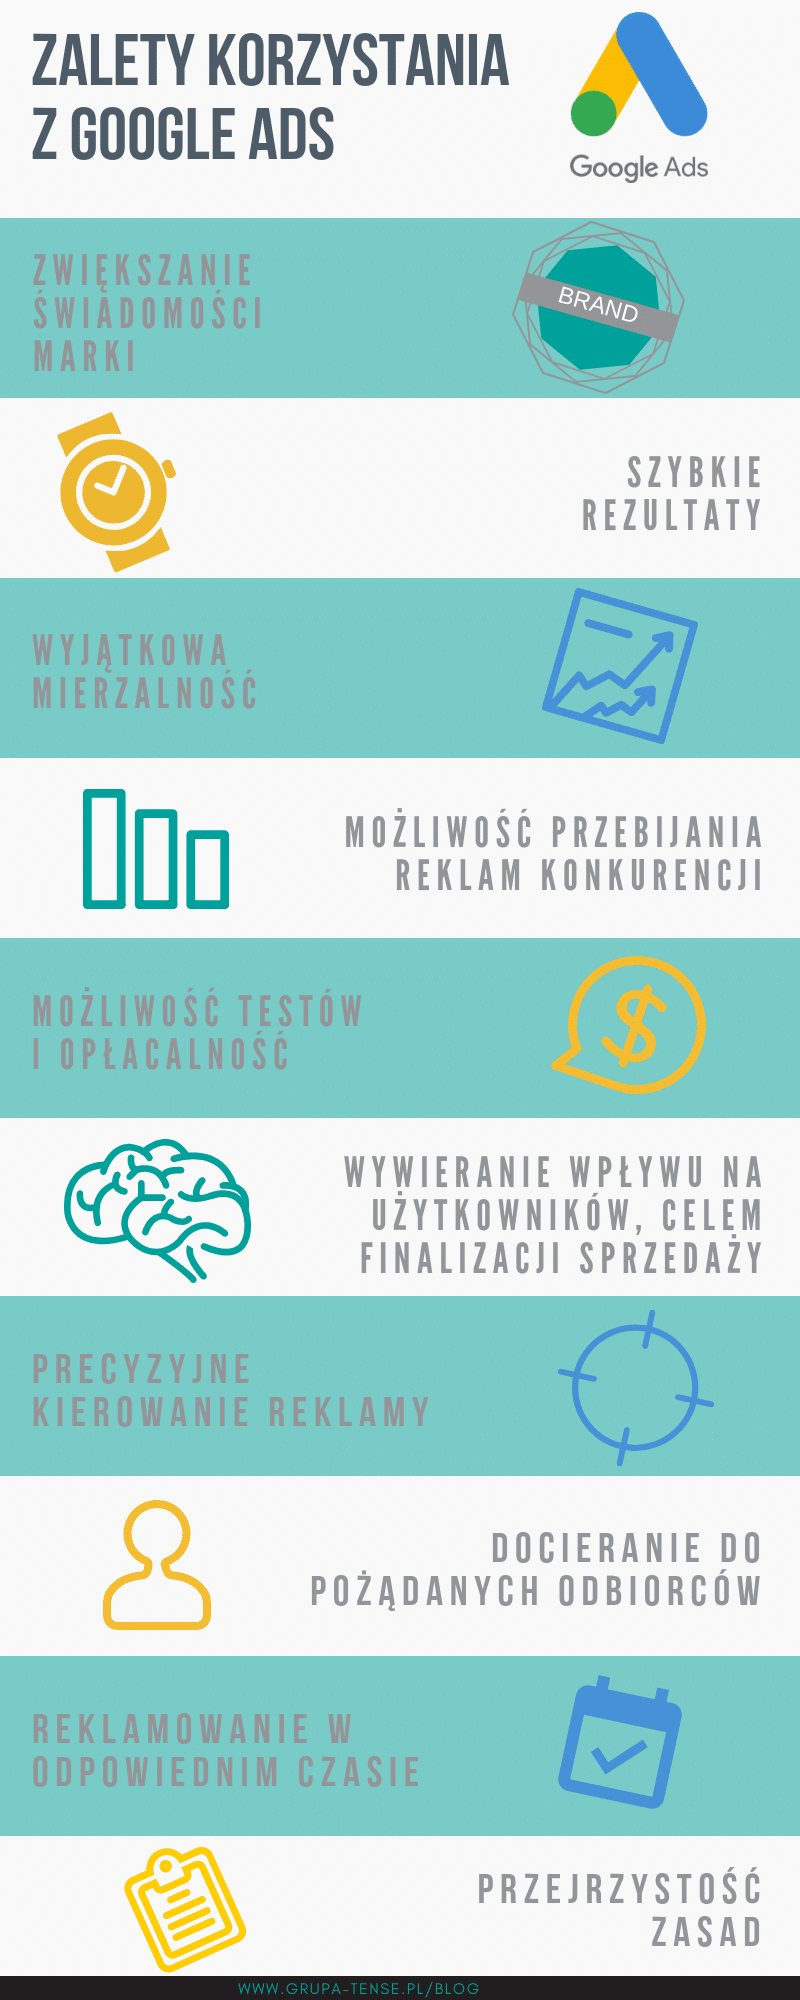 ZALETY KORZYSTANIA
Z GOOGLE ADS
Google Ads
ZWIĘKSZANIE
ŚWIADOMOŚCI
MARKI
BRAND
SZYBKIE
REZULTATY
WYJĄTKOWA
MIERZALNOŚĆ
MOŻLIWOŚĆ PRZEBIJANIA
REKLAM KONKURENCJI
MOŻLIWOŚĆ TESTÓW
I OPŁACALNOŚĆ
WYWIERANIE WPŁYWU NA
UŻYTKOWNIKÓW, CELEM
FINALIZACJI SPRZEDAŻY
PRECYZYJNE
KIEROWANIE REKLAMY
DOCIERANIE DO
POŻĄDANYCH ODBIORCÓW
REKLAMOWANIE W
ODPOWIEDNIM CZASIE
PRZEJRZYSTOŚĆ
ZASAD
WWW.GRUPA-TENSE.PL/BLOG